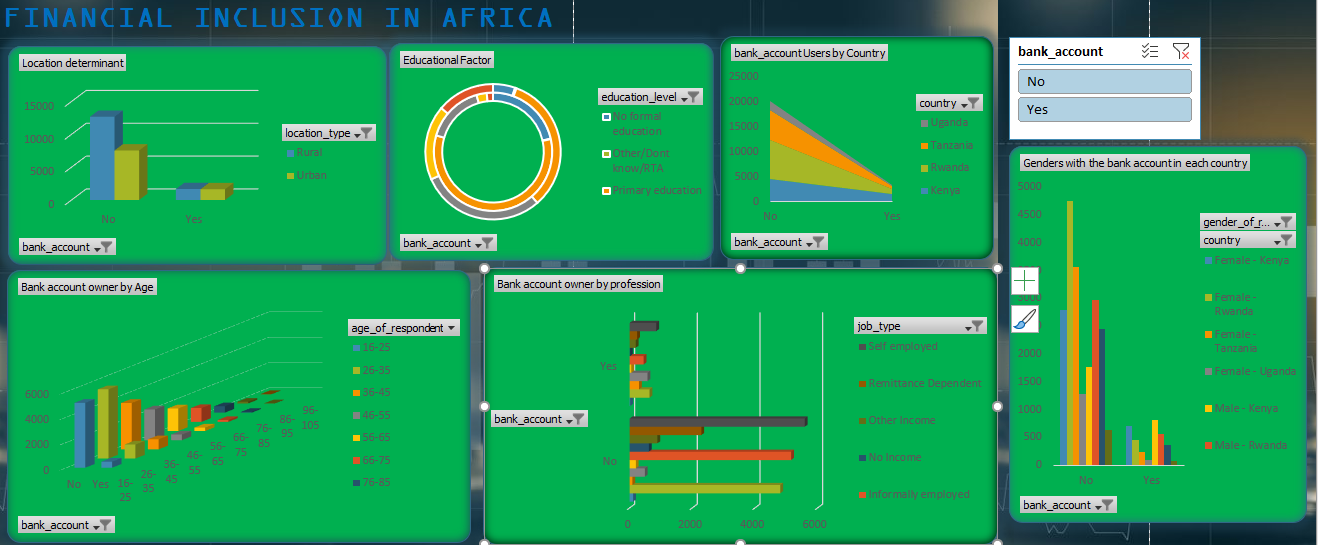 FINANCIAL INCLUSION IN AFRICA
Location determinant
15000
10000
5000
0
No
Yes
location_type
Rural
Urban
bank_account
Educational Factor
education_level
No formal
education
Other/Dont
know/RTA
Primary education
bank_account
bank_account Users by Country
25000
20000
15000
10000
5000
0
No
Yes
country
Uganda
Tanzania
Rwanda
Kenya
bank_account
bank_account
No
Yes
Genders with the bank account in each country
5000
4500
4000
3000
2000
1500
1000
500
0
No
Yes
gender_of_r...
country
Female - Kenya
Female -
Rwanda
Female -
Tanzania
Female - Uganda
Male - Kenya
Male - Rwanda
bank_account
Bank account owner by Age
6000
4000
2000
0
No
Yes
16-
25
26-
35
36-
45
46-
55
56-
65
66-
75
76-
85
86-
95
96-
105
age_of_respondent
16-25
26-35
36-45
46-55
56-65
66-75
76-85
bank_account
Bank account owner by profession
Yes
bank_account
No
0
2000
4000
6000
job_type
Self employed
Remittance Dependent
Other Income
No Income
Informally employed